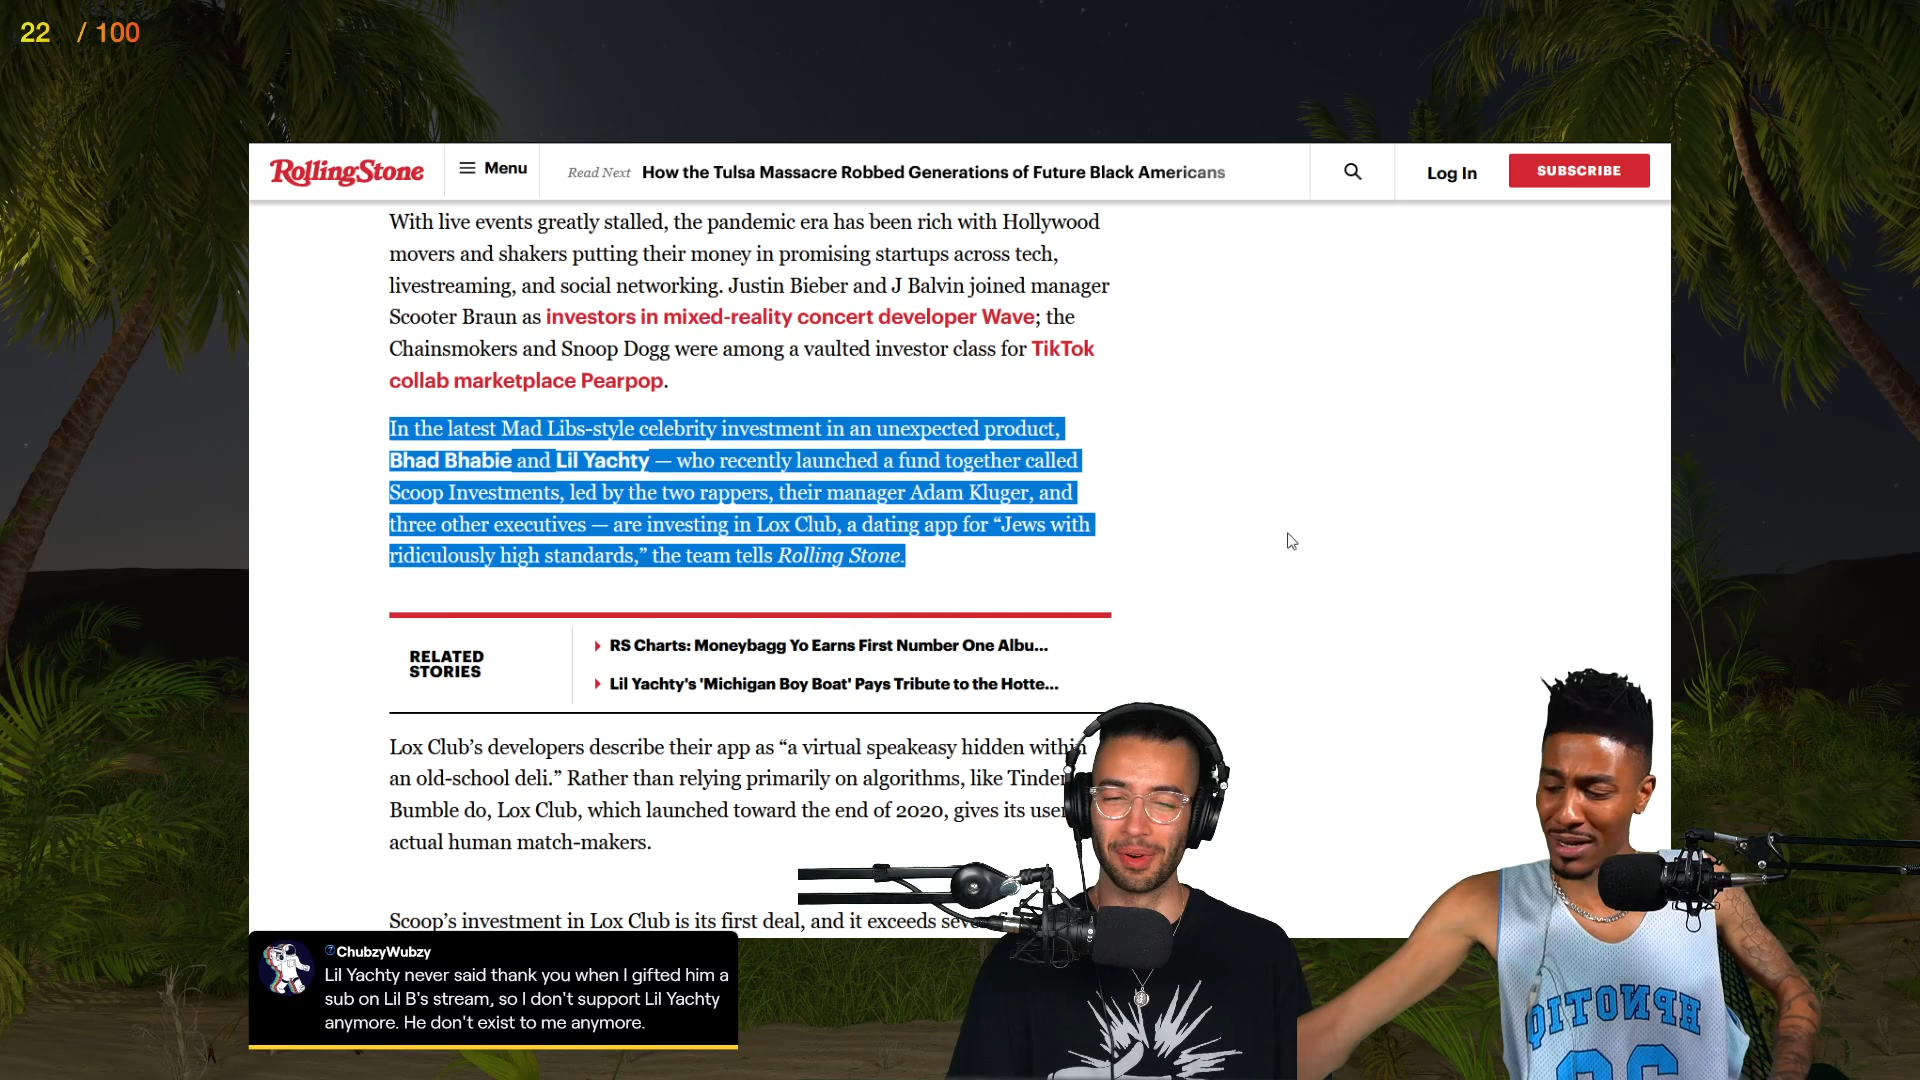 22 / 100
RollingStone
Menu
Read Next How the Tulsa Massacre Robbed Generations of Future Black Americans
Log In
SUBSCRIBE
With live events greatly stalled, the pandemic era has been rich with Hollywood
movers and shakers putting their money in promising startups across tech,
livestreaming, and social networking. Justin Bieber and J Balvin joined manager
Scooter Braun as investors in mixed-reality concert developer Wave; the
Chainsmokers and Snoop Dogg were among a vaulted investor class for TikTok
collab marketplace Pearpop.
In the latest Mad Libs-style celebrity investment in an unexpected product,
Bhad Bhabie and Lil Yachty — who recently launched a fund together called
Scoop Investments, led by the two rappers, their manager Adam Kluger, and
three other executives — are investing in Lox Club, a dating app for “Jews with
ridiculously high standards,” the team tells Rolling Stone.
RELATED
STORIES
RS Charts: Moneybagg Yo Earns First Number One Albu...
Lil Yachty's 'Michigan Boy Boat' Pays Tribute to the Hotte...
Lox Club’s developers describe their app as “a virtual speakeasy hidden within
an old-school deli.” Rather than relying primarily on algorithms, like Tinder
Bumble do, Lox Club, which launched toward the end of 2020, gives its user
actual human match-makers.
Scoop’s investment in Lox Club is its first deal, and it exceeds
ChubzyWubzy
Lil Yachty never said thank you when I gifted him a
sub on Lil B's stream, so I don't support Lil Yachty
anymore. He don't exist to me anymore.